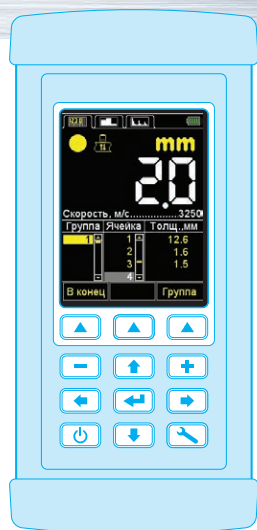 mm
2.0
Скорость, м/с...............3250
Группа Ячейка Толщ.,мм
1 1 12.6
2 1.6
3 1.5
4
В конец Группа